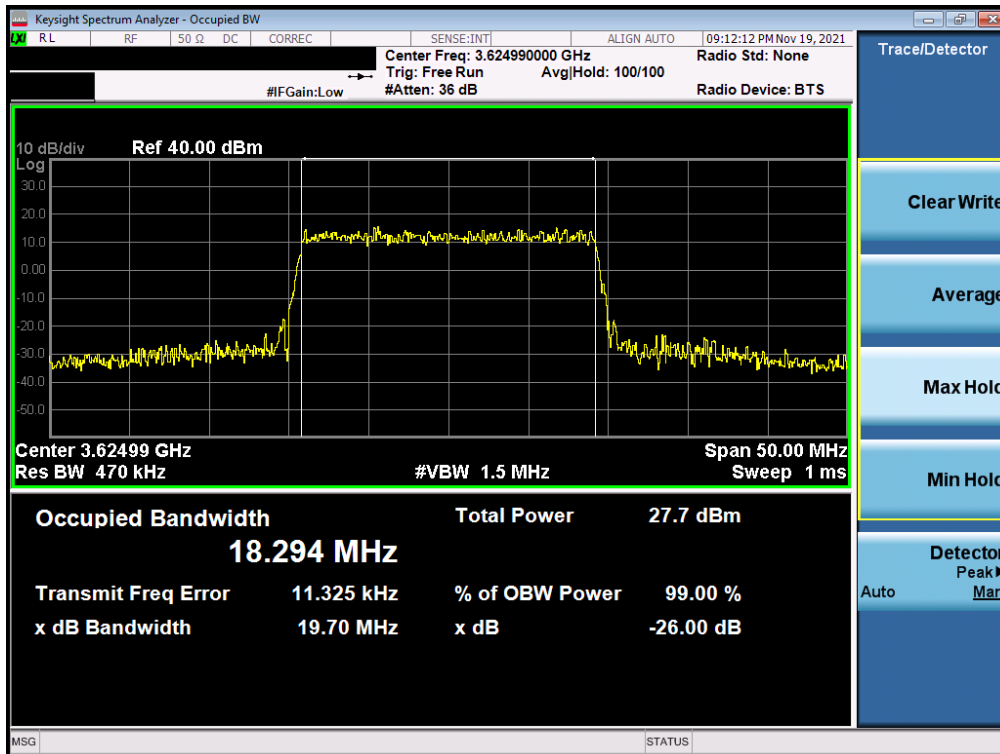 Keysight Spectrum Analyzer - Occupied BW
LXI RL RF 50 Ω DC CORREC SENSE:INT ALIGN AUTO 09:12:12 PM Nov 19, 2021
Center Freq: 3.624990000 GHz Radio Std: None
Trig: Free Run Avg|Hold: 100/100
#IFGain:Low #Atten: 36 dB Radio Device: BTS
10 dB/div Ref 40.00 dBm
Log
30.0
20.0
10.0
0.00
-10.0
-20.0
-30.0
-40.0
-50.0
Center 3.62499 GHz Span 50.00 MHz
Res BW 470 kHz #VBW 1.5 MHz Sweep 1 ms
Occupied Bandwidth Total Power 27.7 dBm
18.294 MHz
Transmit Freq Error 11.325 kHz % of OBW Power 99.00 %
x dB Bandwidth 19.70 MHz x dB -26.00 dB
MSG STATUS
Trace/Detector
Clear Write
Average
Max Hold
Min Hold
Detector
Peak
Auto Man